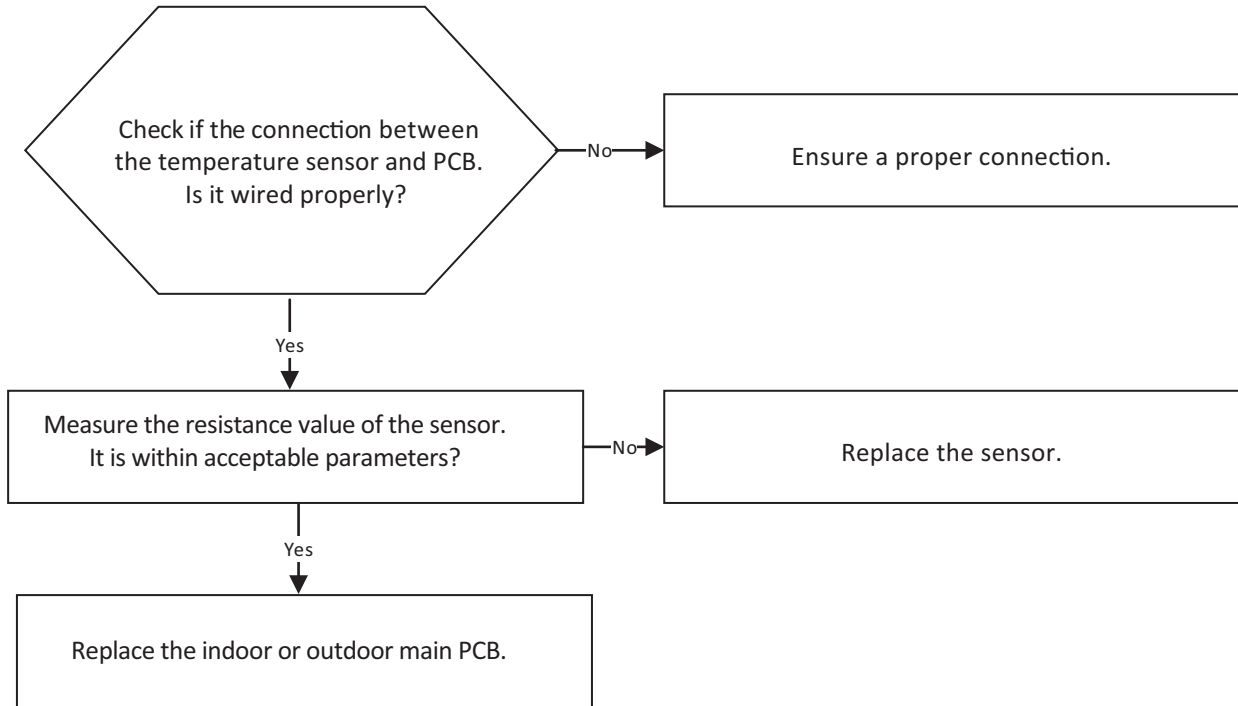 Check if the connection between
the temperature sensor and PCB.
Is it wired properly?
No
Ensure a proper connection.
Yes
Measure the resistance value of the sensor.
It is within acceptable parameters?
No
Replace the sensor.
Yes
Replace the indoor or outdoor main PCB.